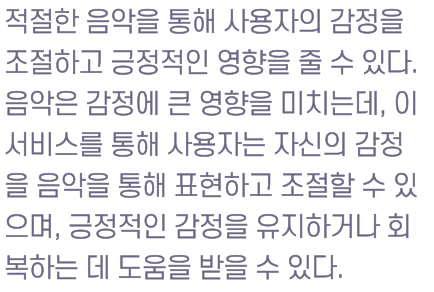 적절한 음악을 통해 사용자의 감정을
조절하고 긍정적인 영향을 줄 수 있다.
음악은 감정에 큰 영향을 미치는데, 이
서비스를 통해 사용자는 자신의 감정
을 음악을 통해 표현하고 조절할 수 있
으며, 긍정적인 감정을 유지하거나 회
복하는 데 도움을 받을 수 있다.